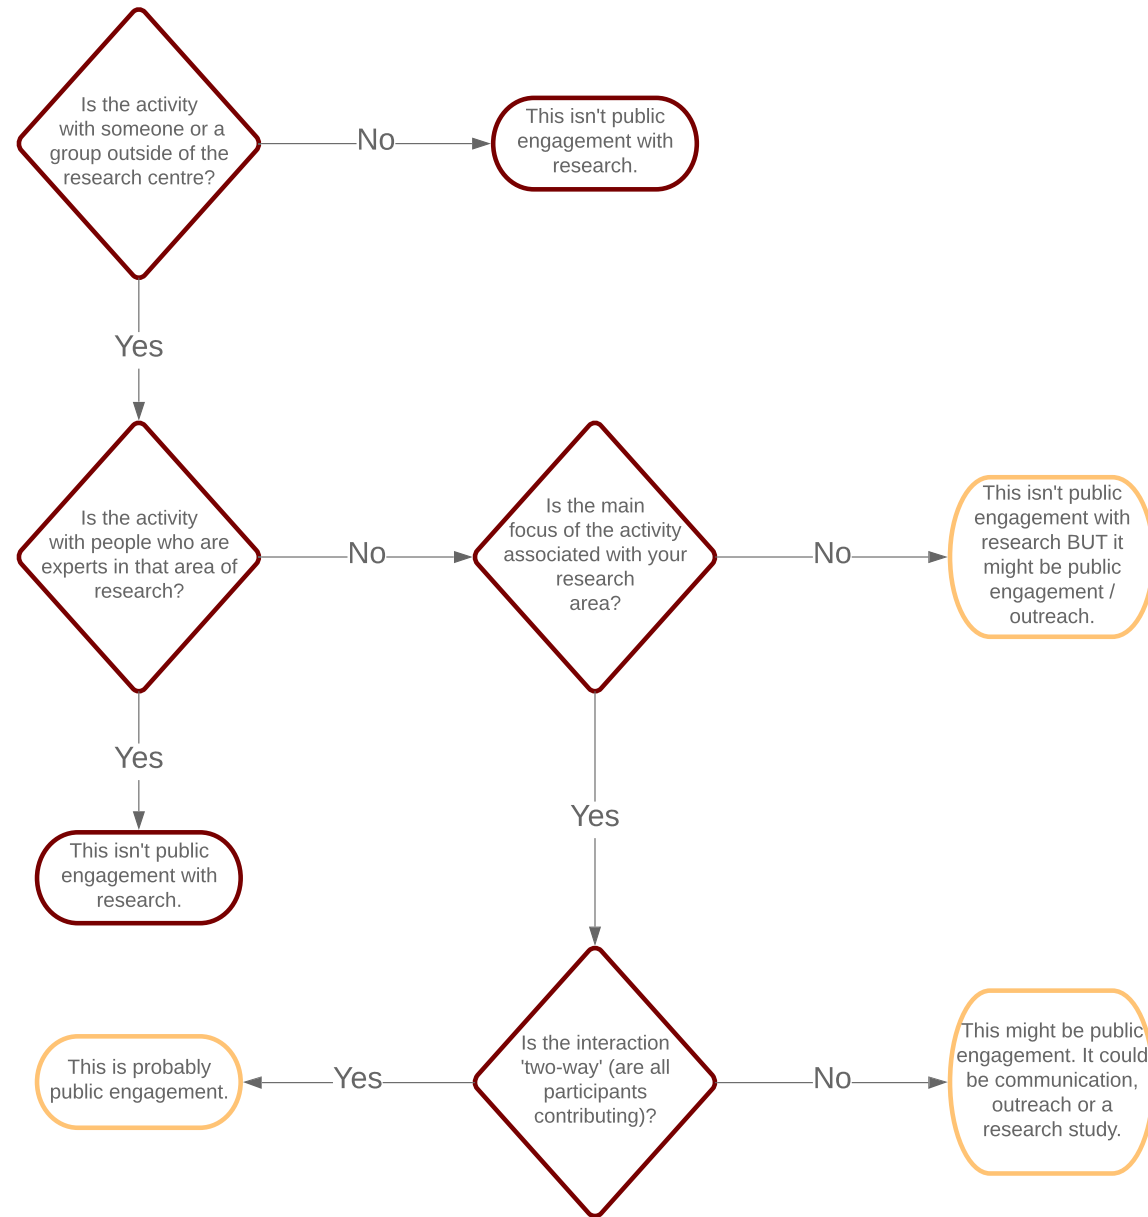 Is the activity
with someone or a
group outside of the
research centre?
No
This isn't public
engagement with
research.
Yes
Is the activity
with people who are
experts in that area of
research?
No
Is the main
focus of the activity
associated with your
research
area?
No
This isn't public
engagement with
research BUT it
might be public
engagement /
outreach.
Yes
This isn't public
engagement with
research.
Yes
Is the interaction
'two-way' (are all
participants
contributing)?
Yes
This is probably
public engagement.
No
This might be public
engagement. It could
be communication,
outreach or a
research study.